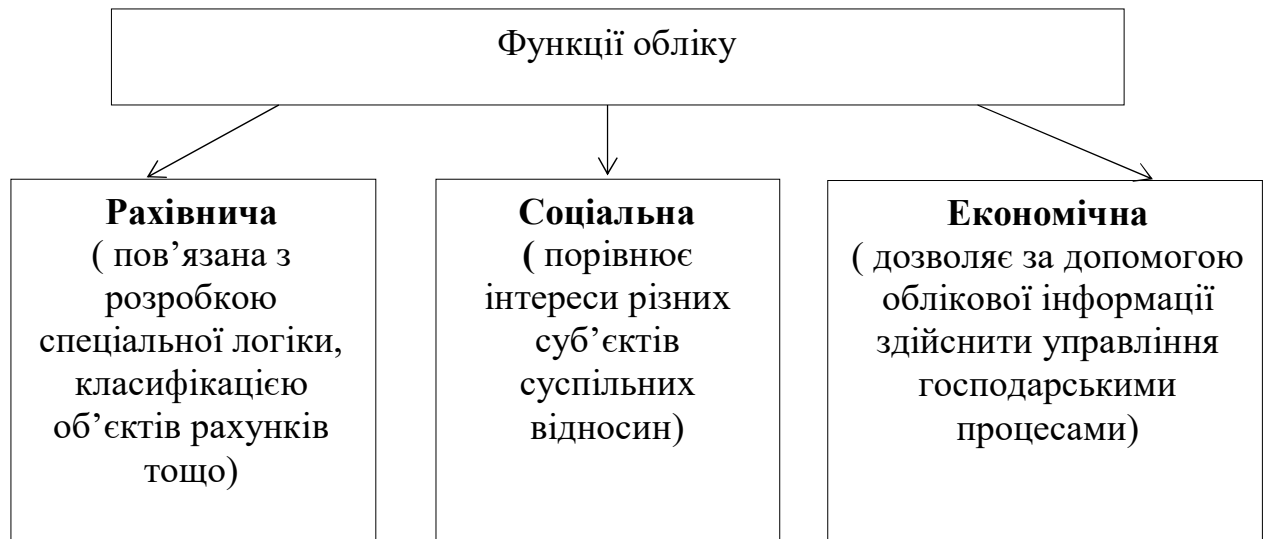 Функції обліку
Рахівнича
( пов’язана з
розробкою
спеціальної логіки,
класифікацією
об’єктів рахунків
тощо)
Соціальна
( порівнює
інтереси різних
суб’єктів
суспільних
відносин)
Економічна
( дозволяє за допомогою
облікової інформації
здійснити управління
господарськими
процесами)